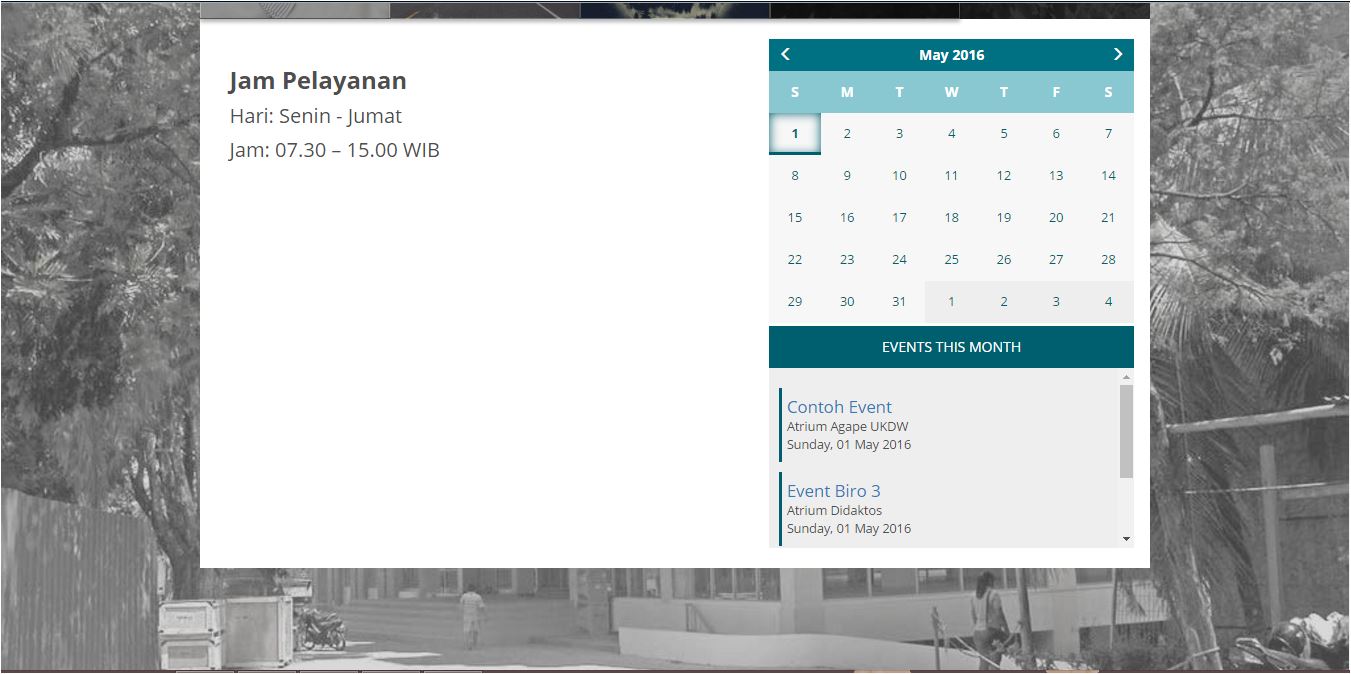 Jam Pelayanan
Hari: Senin - Jumat
Jam: 07.30 – 15.00 WIB
May 2016
S M T W T F S
1 2 3 4 5 6 7
8 9 10 11 12 13 14
15 16 17 18 19 20 21
22 23 24 25 26 27 28
29 30 31 1 2 3 4
EVENTS THIS MONTH
Contoh Event
Atrium Agape UKDW
Sunday, 01 May 2016
Event Biro 3
Atrium Didaktos
Sunday, 01 May 2016